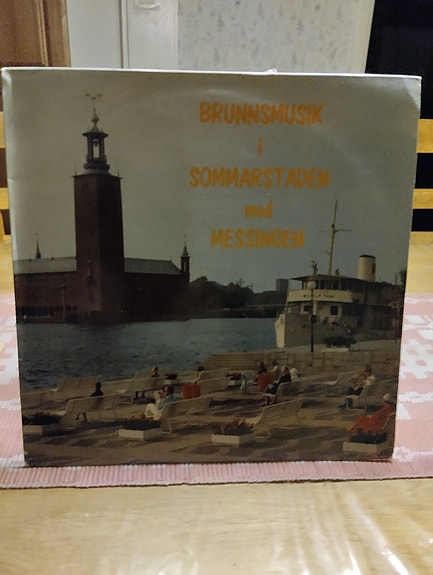 BRUNNSMUSIK
i
SOMMARSTADEN
med
MESSINGEN